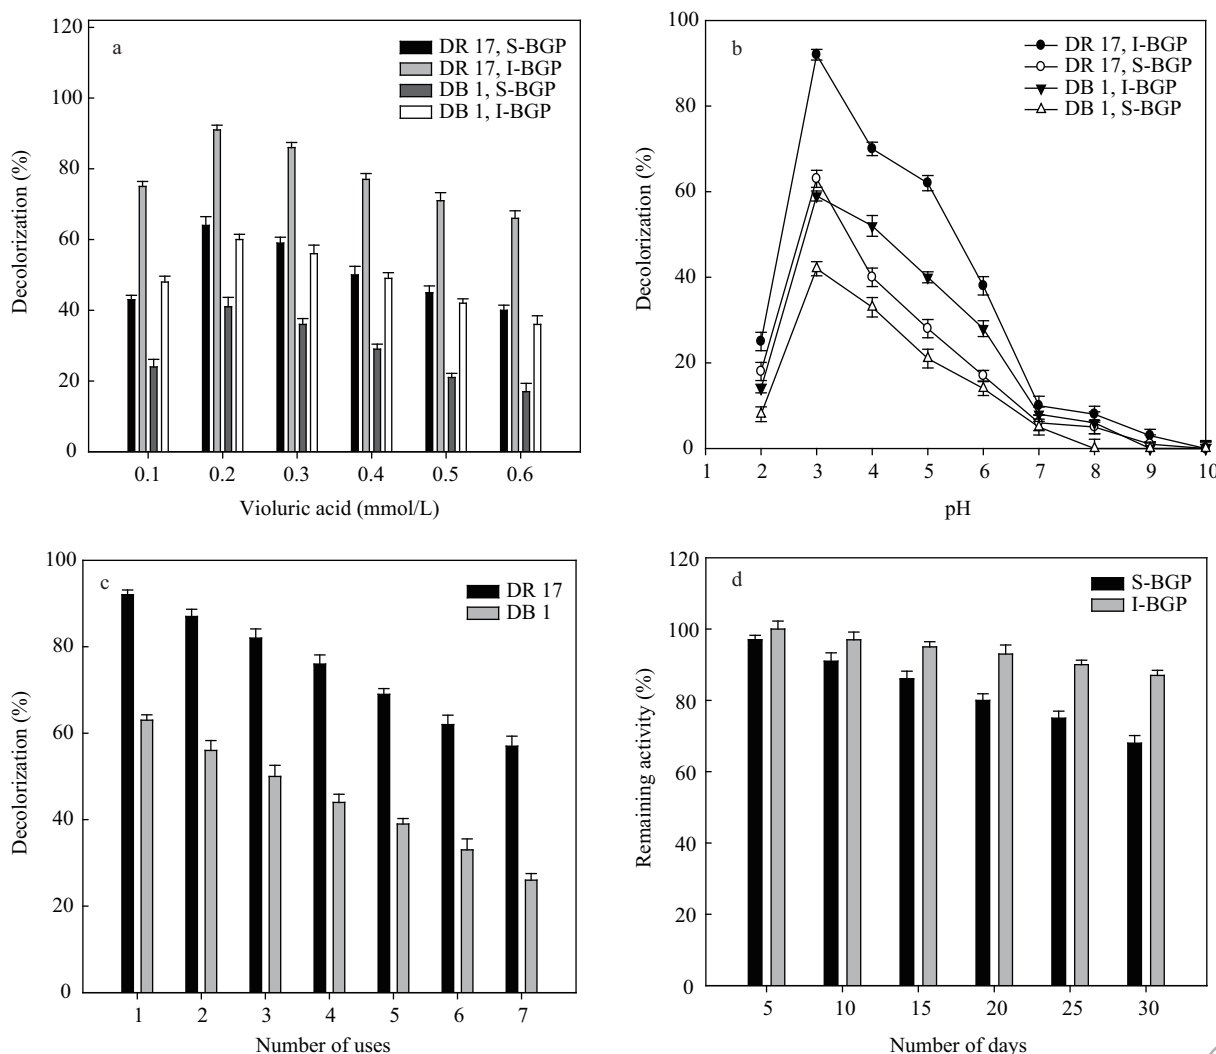 a
DR 17, S-BGP
DR 17, I-BGP
DB 1, S-BGP
DB 1, I-BGP
Decolorization (%)
120
100
80
60
40
20
0
0.1 0.2 0.3 0.4 0.5 0.6
Violuric acid (mmol/L)
b
DR 17, I-BGP
DR 17, S-BGP
DB 1, I-BGP
DB 1, S-BGP
Decolorization (%)
100
80
60
40
20
0
1 2 3 4 5 6 7 8 9 10
pH
c
DR 17
DB 1
Decolorization (%)
100
80
60
40
20
0
1 2 3 4 5 6 7
Number of uses
d
S-BGP
I-BGP
Remaining activity (%)
120
100
80
60
40
20
0
5 10 15 20 25 30
Number of days